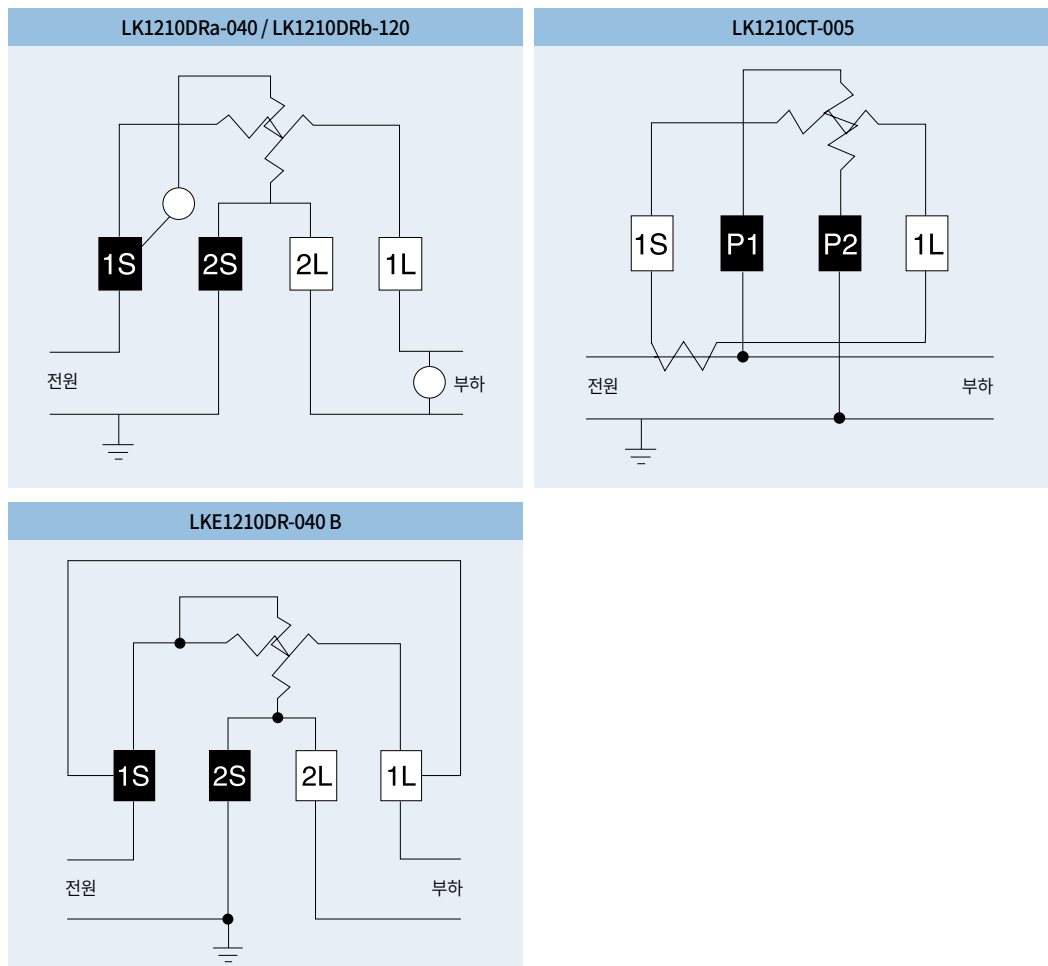 LK1210DRa-040 / LK1210DRb-120
1S 2S 2L 1L
전원 부하
LK1210CT-005
1S P1 P2 1L
전원 부하
LKE1210DR-040 B
1S 2S 2L 1L
전원 부하